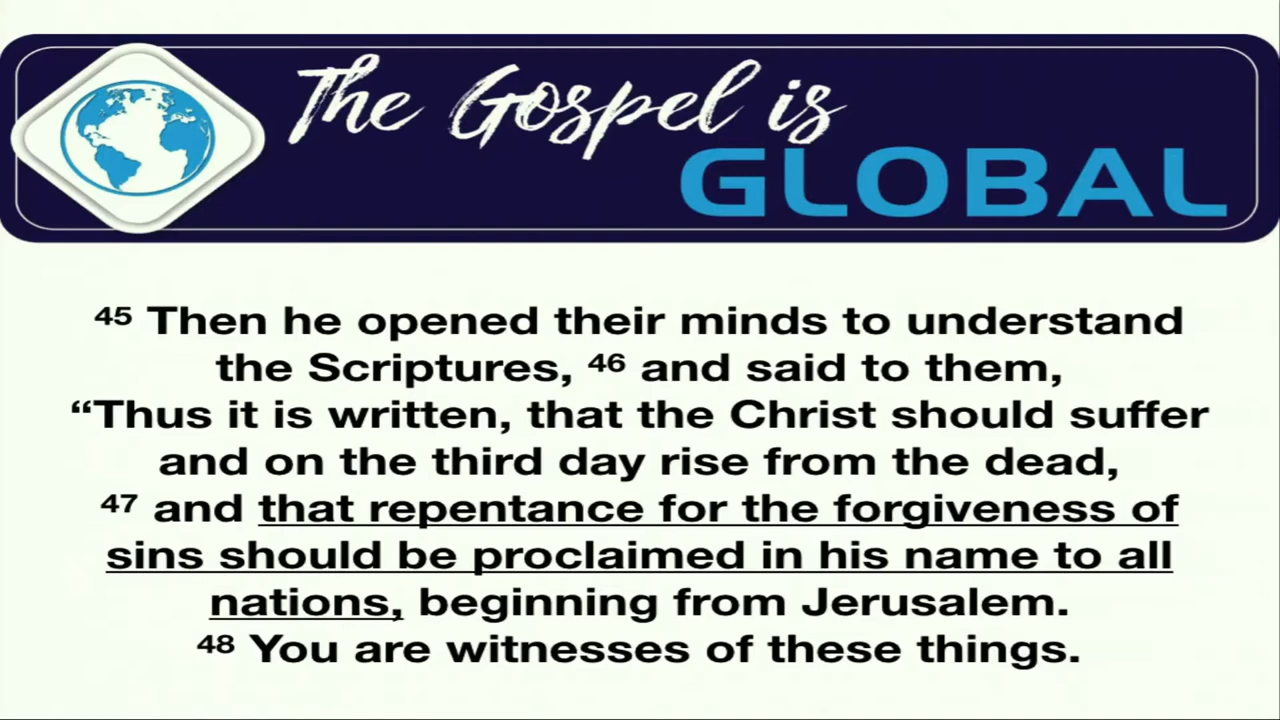 The Gospel is
GLOBAL
45 Then he opened their minds to understand
the Scriptures, 46 and said to them,
“Thus it is written, that the Christ should suffer
and on the third day rise from the dead,
47 and that repentance for the forgiveness of
sins should be proclaimed in his name to all
nations, beginning from Jerusalem.
48 You are witnesses of these things.